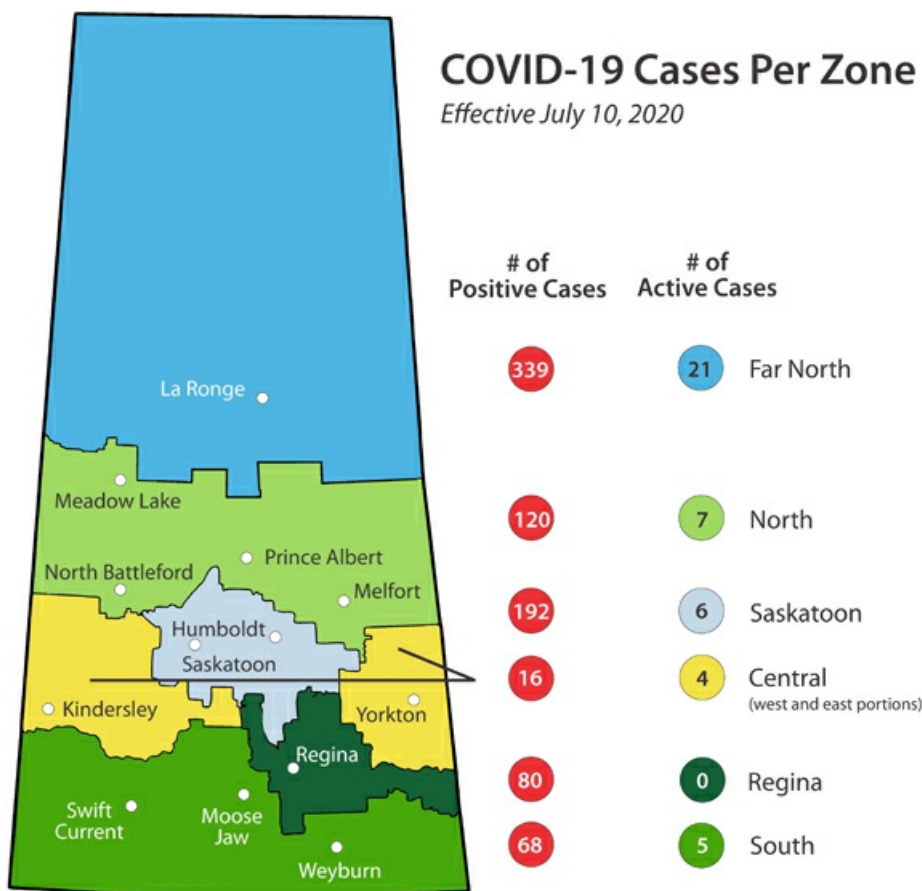 COVID-19 Cases Per Zone
Effective July 10, 2020
# of
Positive Cases
# of
Active Cases
339
21
Far North
La Ronge
Meadow Lake
120
7
North
Prince Albert
North Battleford
Melfort
192
6
Saskatoon
Humboldt
Saskatoon
16
4
Central
(west and east portions)
Kindersley
Yorkton
Regina
80
0
Regina
Swift
Current
Moose
Jaw
68
5
South
Weyburn